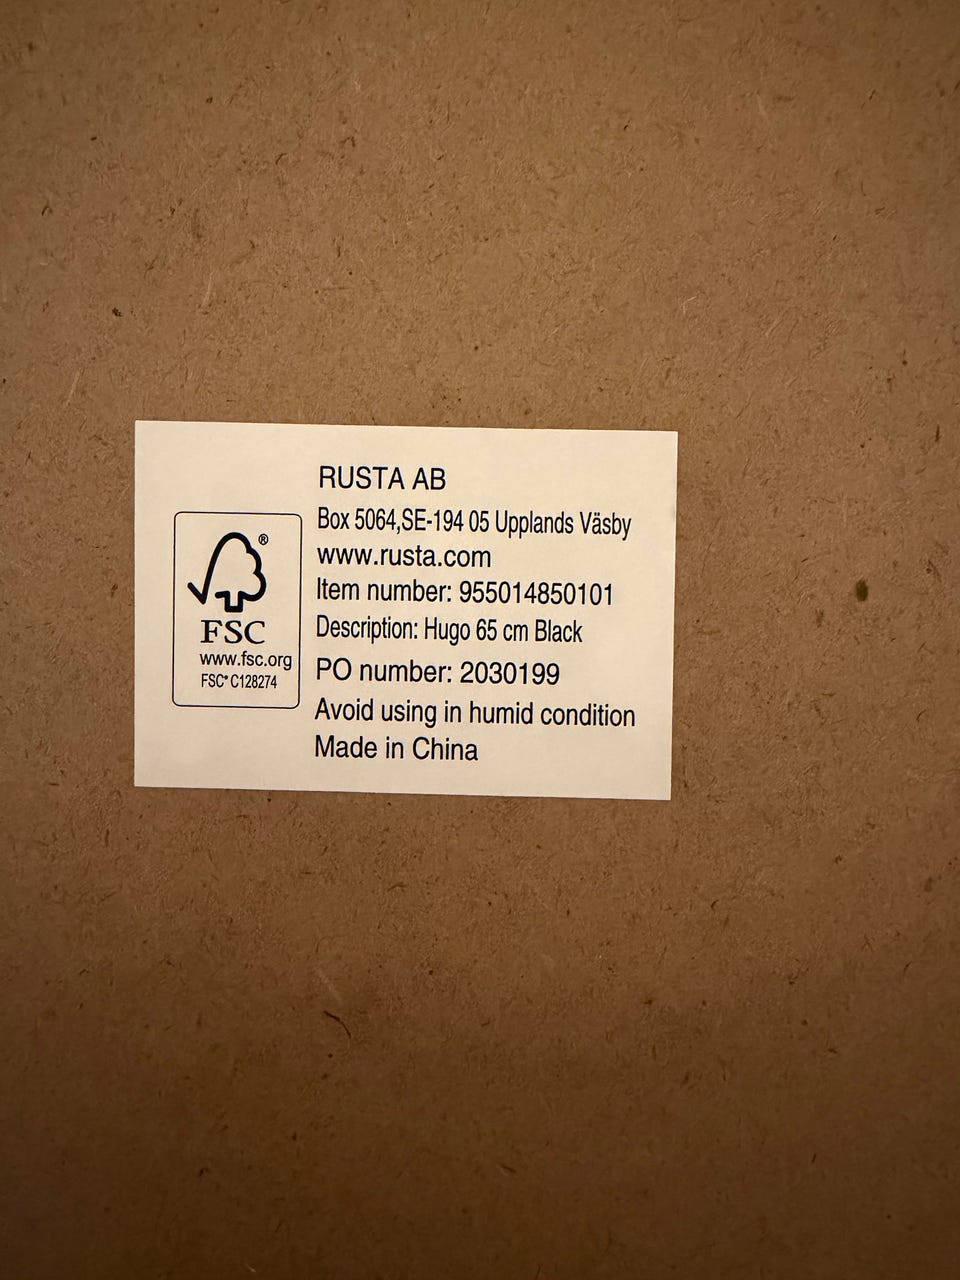 RUSTA AB
Box 5064,SE-194 05 Upplands Väsby
www.rusta.com
Item number: 955014850101
Description: Hugo 65 cm Black
PO number: 2030199
Avoid using in humid condition
Made in China
®
FSC
www.fsc.org
FSC® C128274